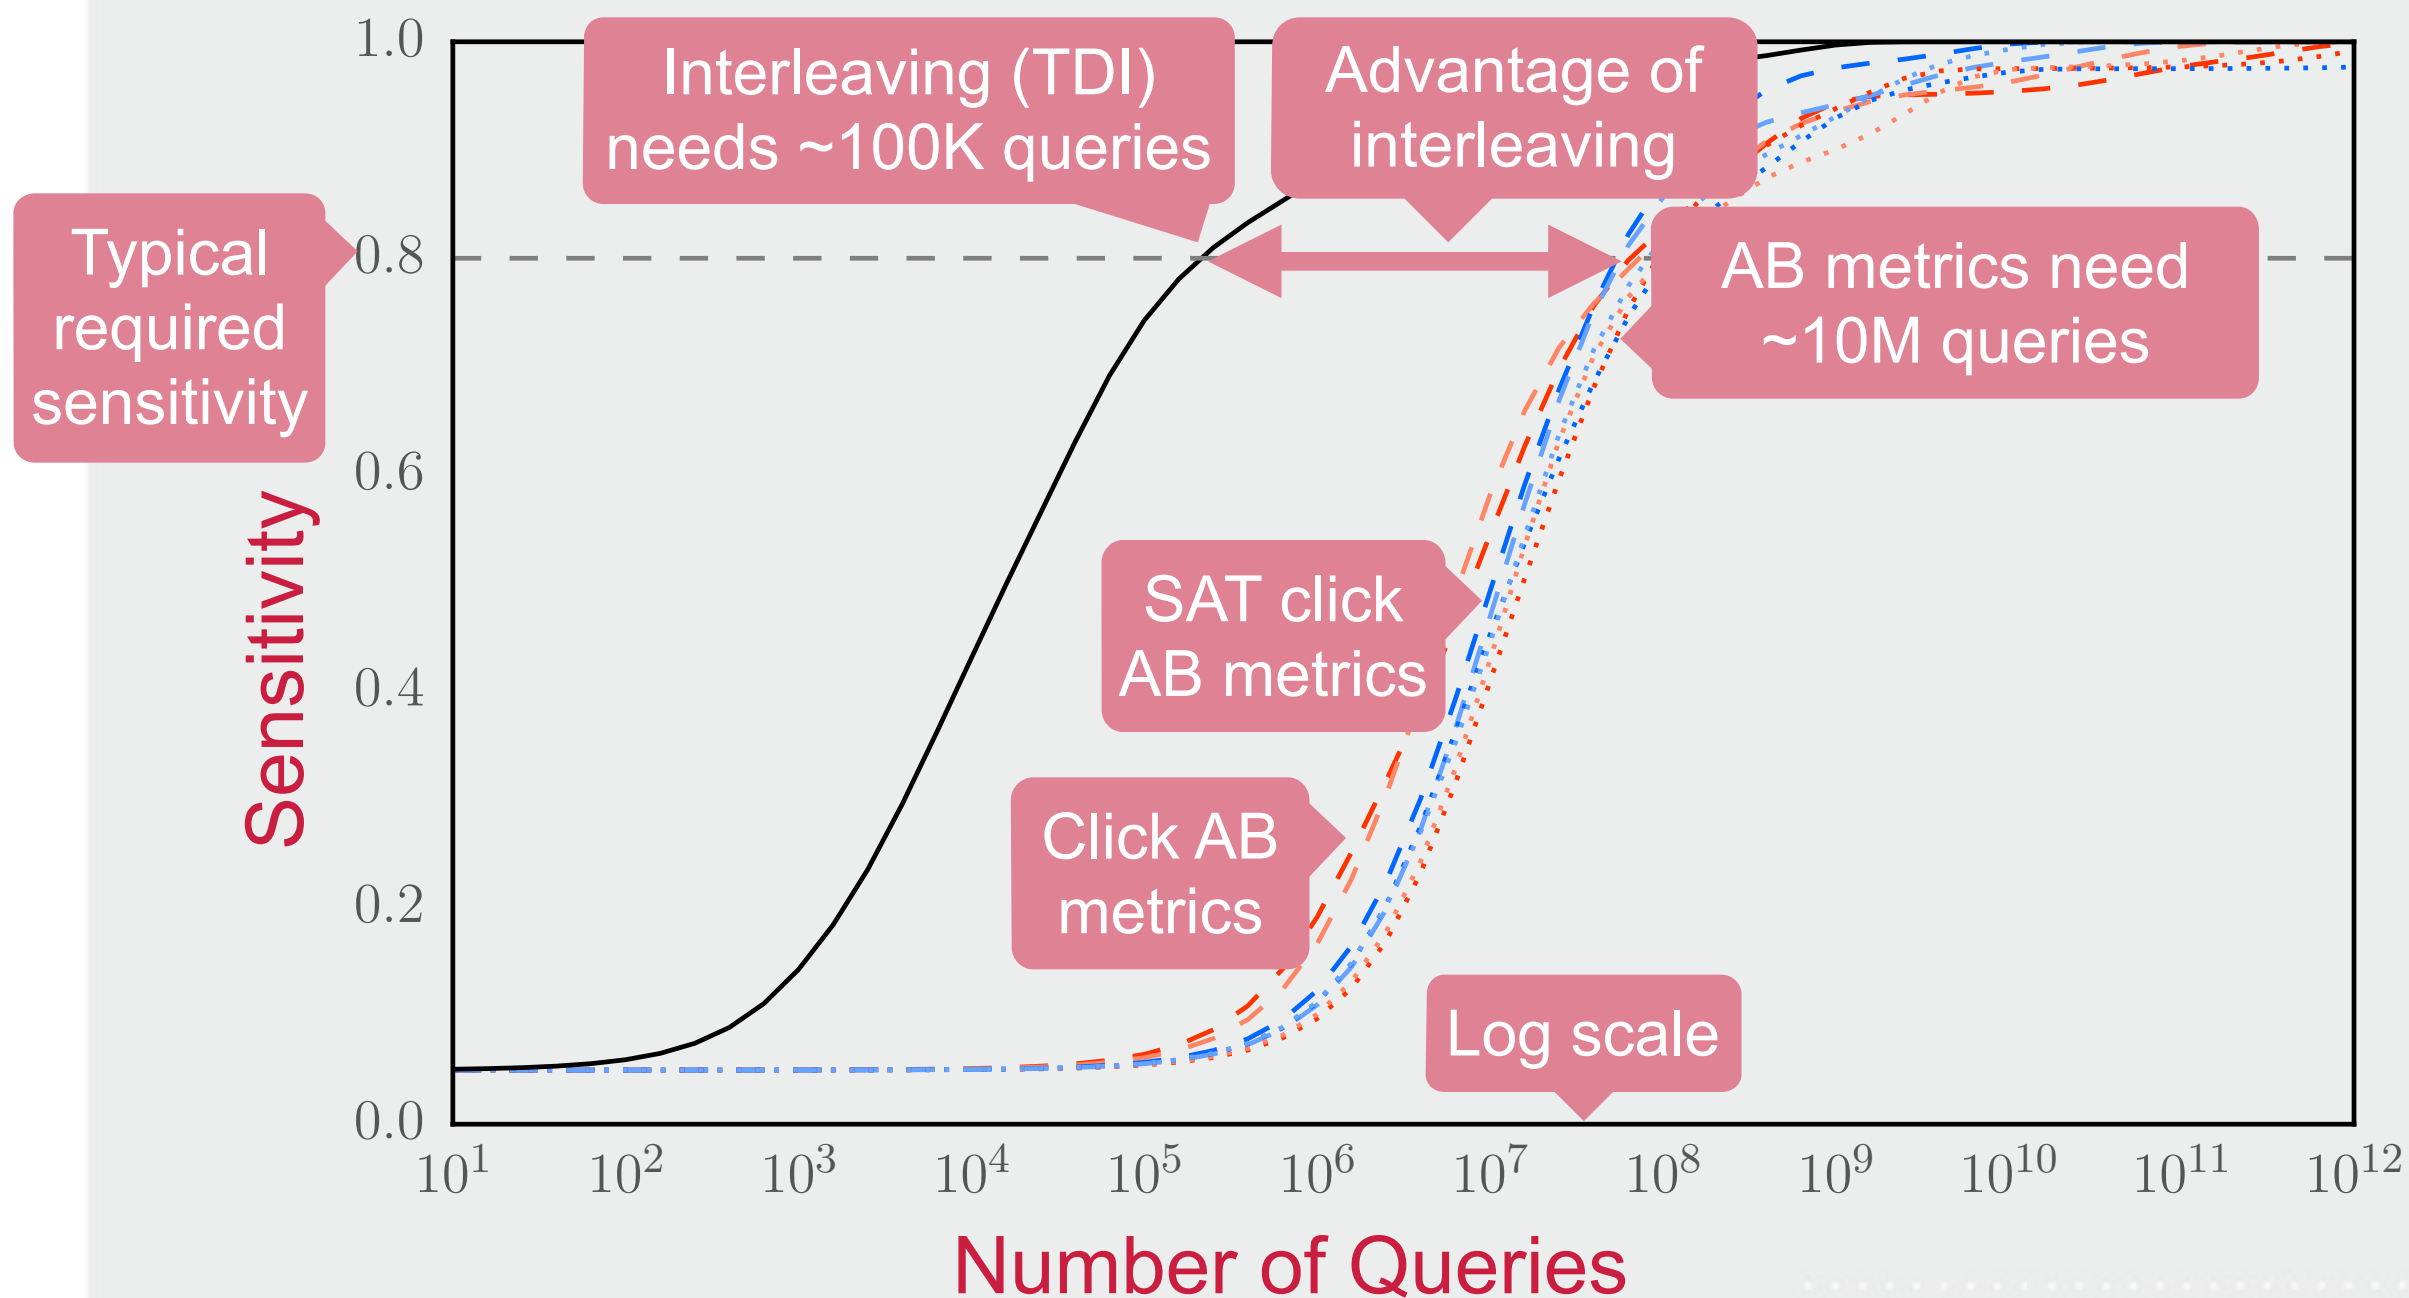 1.0
Interleaving (TDI)
needs ~100K queries
Advantage of
interleaving
Typical
required
sensitivity
0.8
AB metrics need
~10M queries
0.6
Sensitivity
SAT click
AB metrics
0.4
Click AB
metrics
0.2
Log scale
0.0
10¹ 10² 10³ 10⁴ 10⁵ 10⁶ 10⁷ 10⁸ 10⁹ 10¹⁰ 10¹¹ 10¹²
Number of Queries